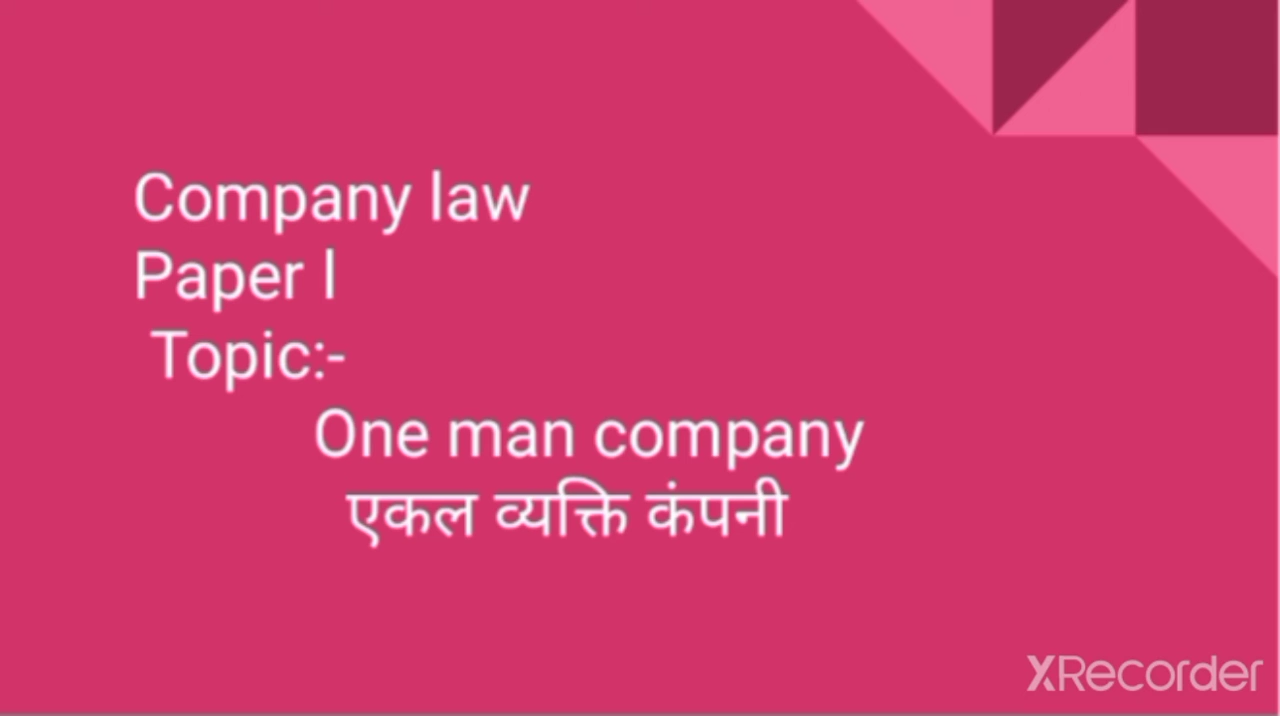 Company law
Paper l
Topic:-
One man company
एकल व्यक्ति कंपनी
XRecorder